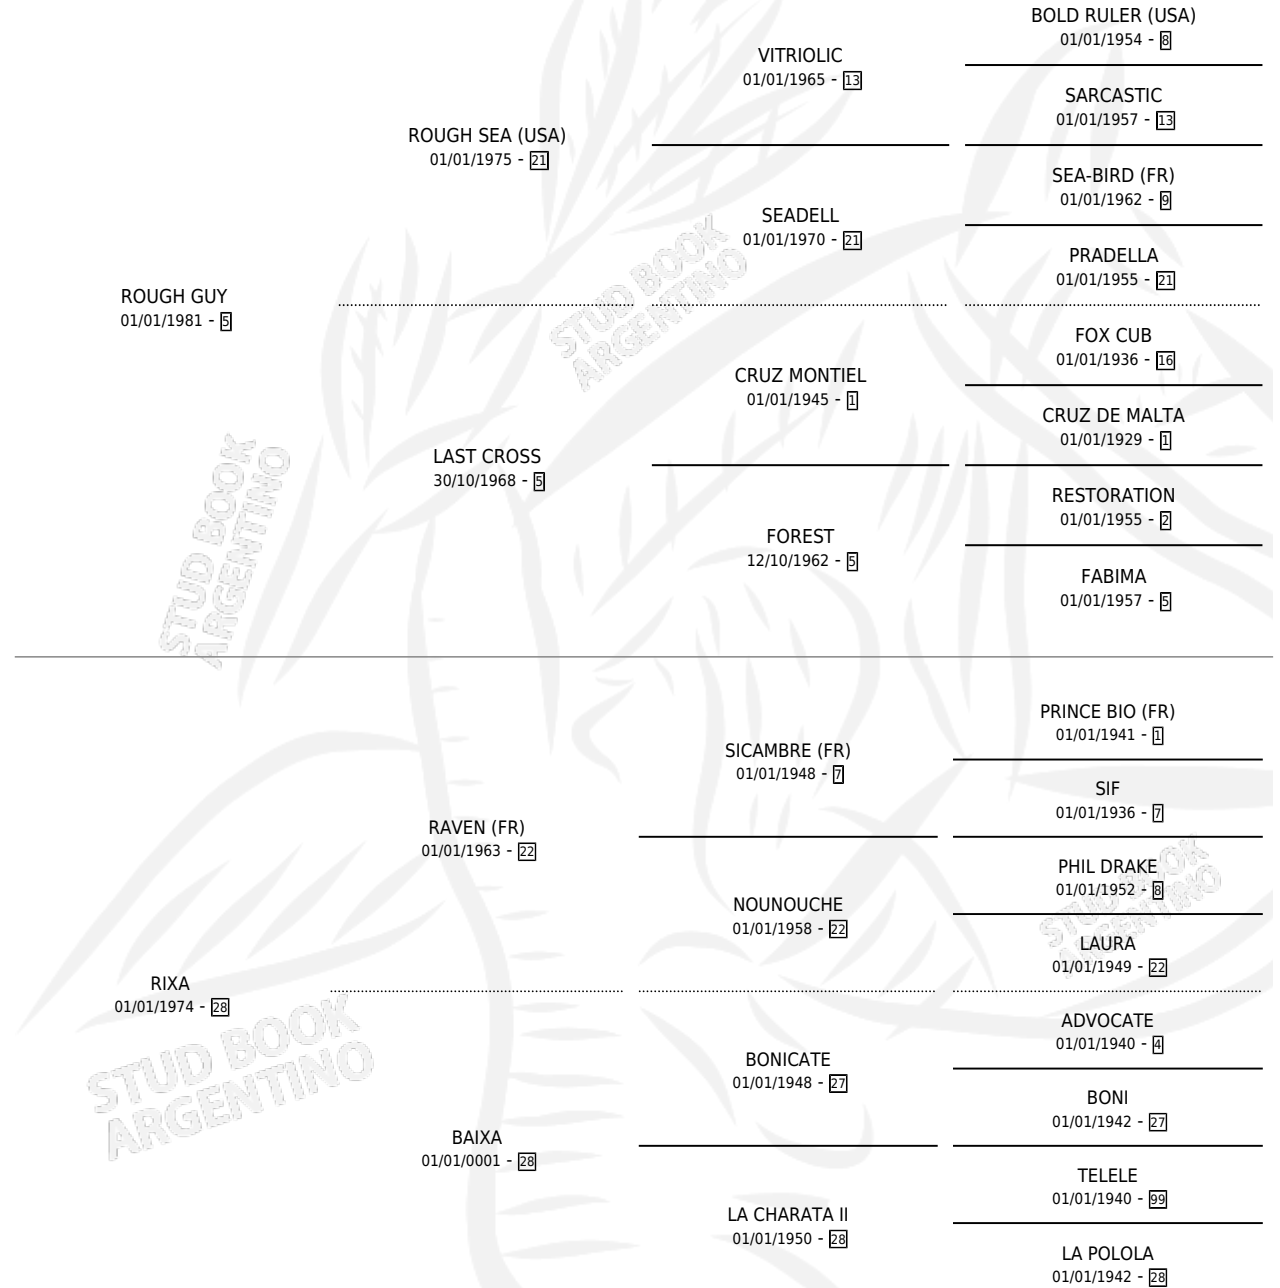 BOLD RULER (USA)
01/01/1954 - 8
VITRIOLIC
01/01/1965 - 13
SARCASTIC
01/01/1957 - 13
ROUGH SEA (USA)
01/01/1975 - 21
SEA-BIRD (FR)
01/01/1962 - 9
SEADELL
01/01/1970 - 21
PRADELLA
01/01/1955 - 21
ROUGH GUY
01/01/1981 - 5
STUD BOOK
ARGENTINO
FOX CUB
01/01/1936 - 16
CRUZ MONTIEL
01/01/1945 - 1
CRUZ DE MALTA
01/01/1929 - 1
LAST CROSS
30/10/1968 - 5
RESTORATION
01/01/1955 - 2
FOREST
12/10/1962 - 5
FABIMA
01/01/1957 - 5
STUD BOOK
ARGENTINO
PRINCE BIO (FR)
01/01/1941 - 1
SICAMBRE (FR)
01/01/1948 - 7
SIF
01/01/1936 - 7
RAVEN (FR)
01/01/1963 - 22
PHIL DRAKE
01/01/1952 - 8
NOUNOUCHE
01/01/1958 - 22
LAURA
01/01/1949 - 22
STUD BOOK
ARGENTINO
RIXA
01/01/1974 - 28
ADVOCATE
01/01/1940 - 4
BONICATE
01/01/1948 - 27
BONI
01/01/1942 - 27
STUD BOOK
ARGENTINO
BAIXA
01/01/0001 - 28
TELELE
01/01/1940 - 99
LA CHARATA II
01/01/1950 - 28
LA POLOLA
01/01/1942 - 28